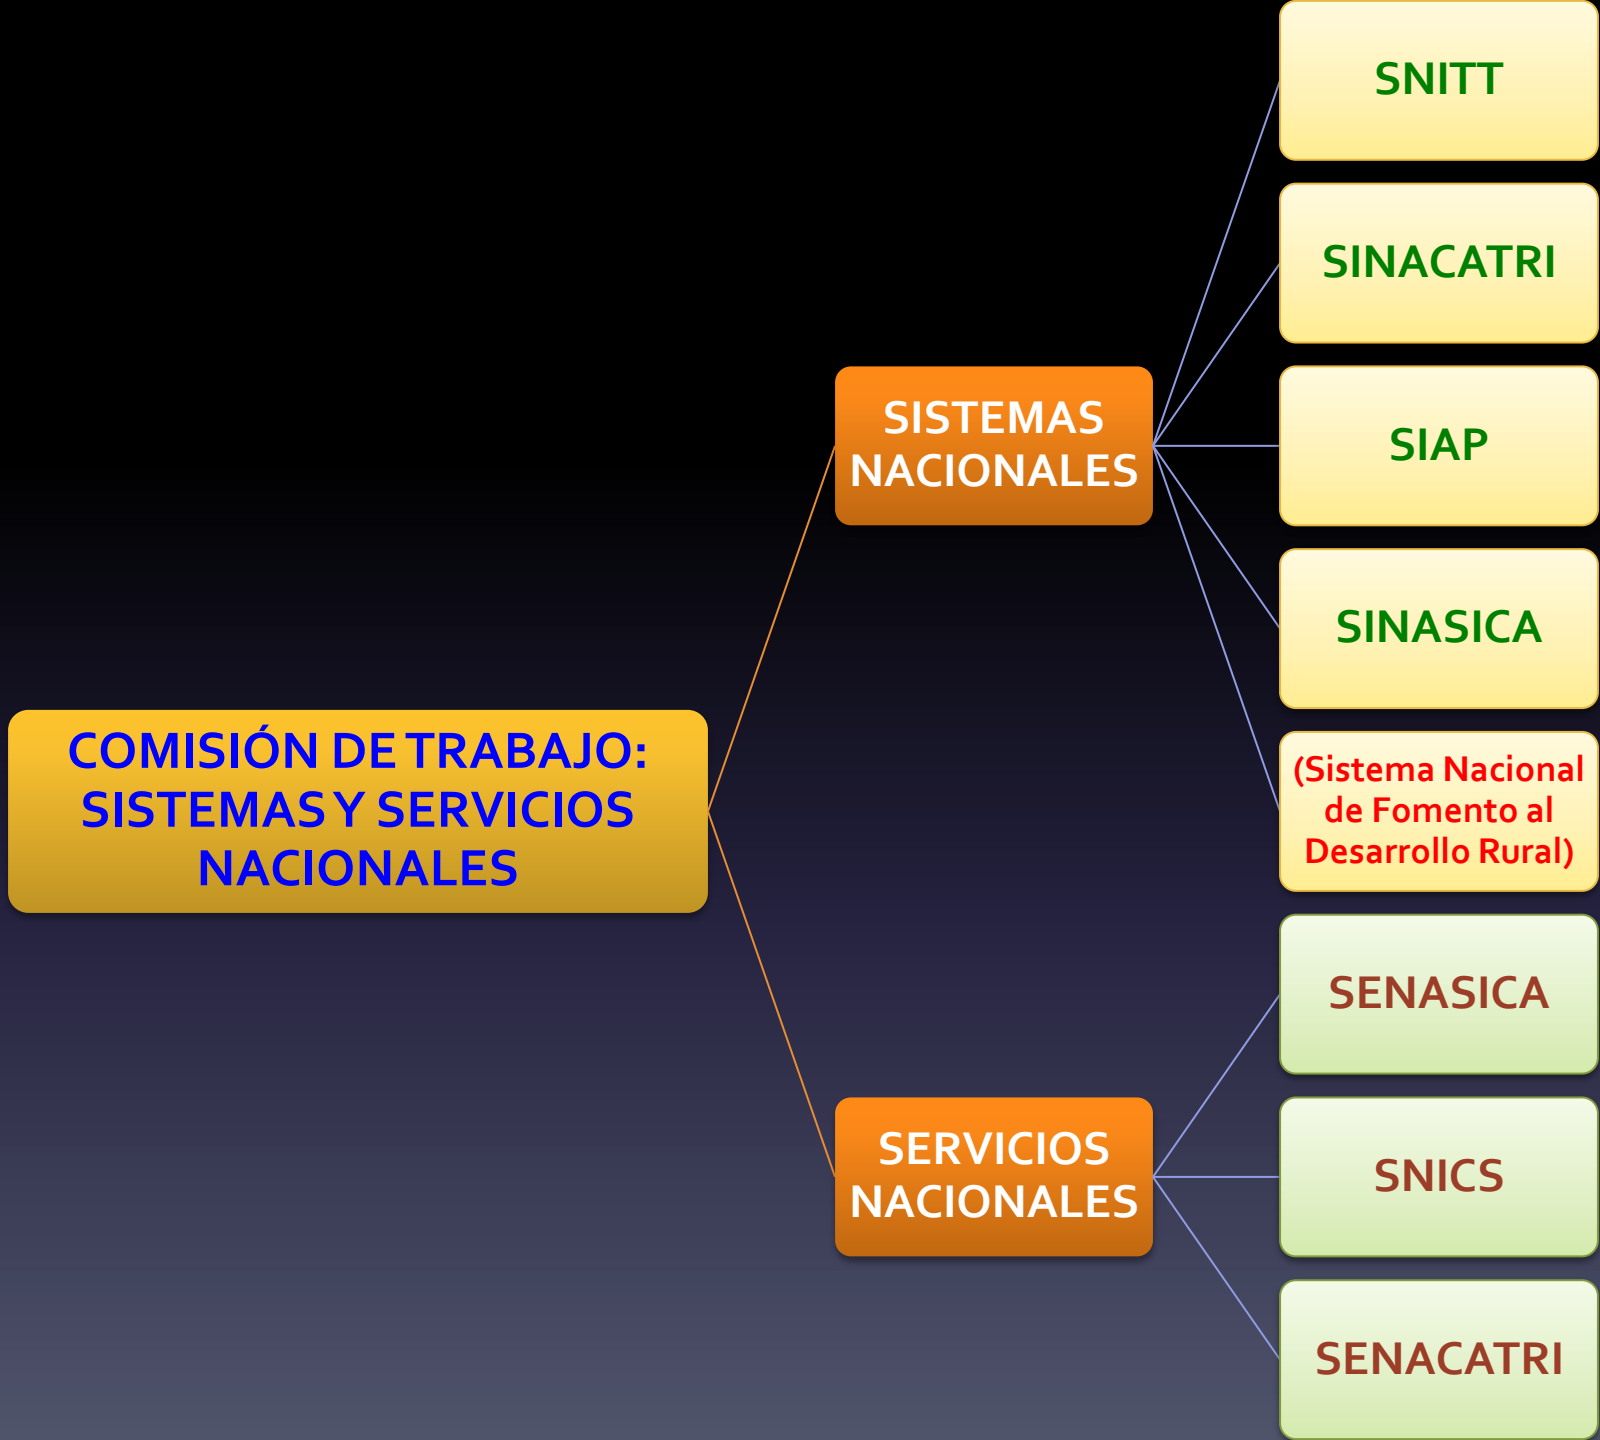 COMISIÓN DE TRABAJO:
SISTEMAS Y SERVICIOS
NACIONALES
SISTEMAS
NACIONALES
SNITT
SINACATRI
SIAP
SINASICA
(Sistema Nacional
de Fomento al
Desarrollo Rural)
SERVICIOS
NACIONALES
SENASICA
SNICS
SENACATRI